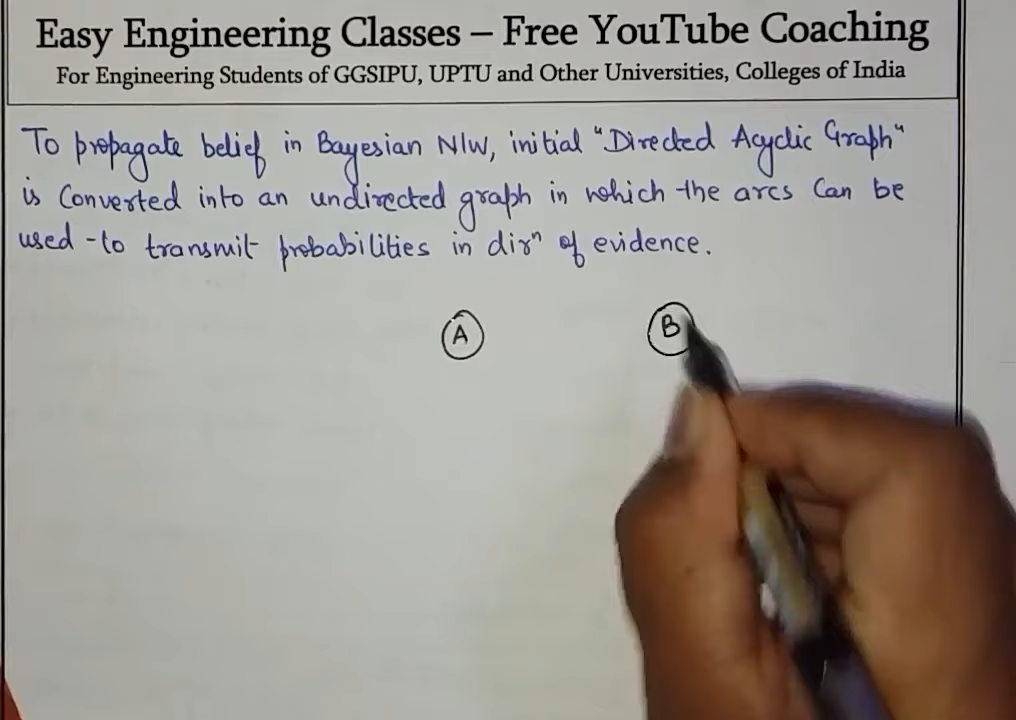 Easy Engineering Classes – Free YouTube Coaching
For Engineering Students of GGSIPU, UPTU and Other Universities, Colleges of India
To propagate belief in Bayesian N/W, initial "Directed Acyclic Graph"
is Converted into an undirected graph in which the arcs Can be
used to transmit probabilities in dirⁿ of evidence.
A B